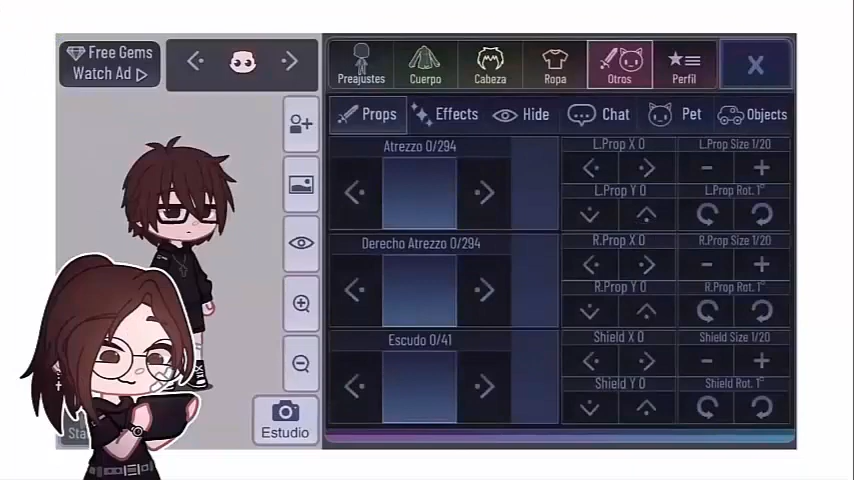 Free Gems
Watch Ad
Preajustes
Cuerpo
Cabeza
Ropa
Otros
Perfil
X
Props
Effects
Hide
Chat
Pet
Objects
Atrezzo 0/294
L.Prop X 0
L.Prop Size 1/20
L.Prop Y 0
L.Prop Rot. 1°
Derecho Atrezzo 0/294
R.Prop X 0
R.Prop Size 1/20
R.Prop Y 0
R.Prop Rot. 1°
Escudo 0/41
Shield X 0
Shield Size 1/20
Shield Y 0
Shield Rot. 1°
Estudio